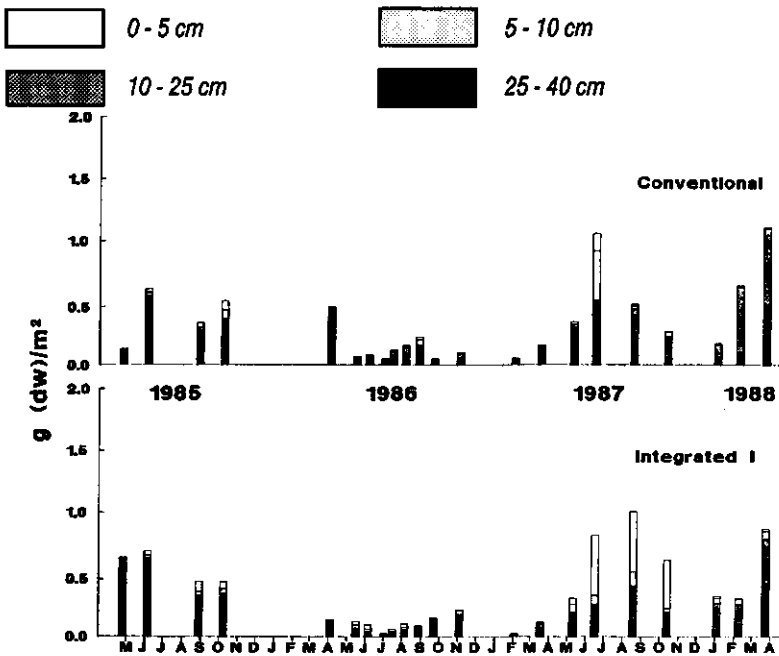 0 - 5 cm
5 - 10 cm
10 - 25 cm
25 - 40 cm
2.0
Conventional
1.5
1.0
0.5
0.0
g (dw)/m²
1985 1986 1987 1988
2.0
Integrated I
1.5
1.0
0.5
0.0
M J J A S O N D J F M A M J J A S O N D J F M A M J J A S O N D J F M A